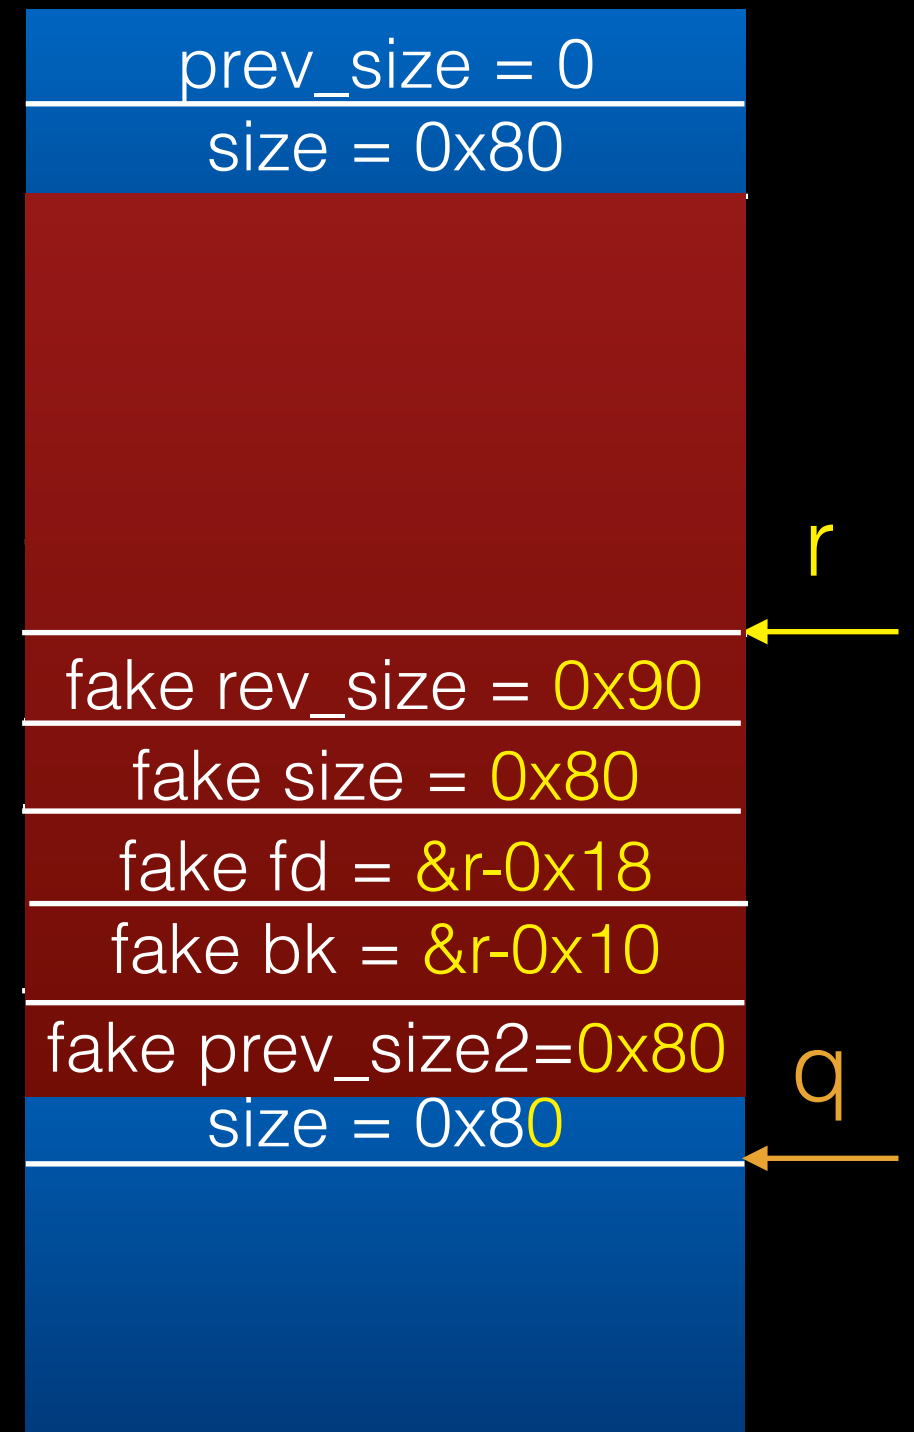 prev_size = 0
size = 0x80
r
fake rev_size = 0x90
fake size = 0x80
fake fd = &r-0x18
fake bk = &r-0x10
fake prev_size2=0x80
q
size = 0x80